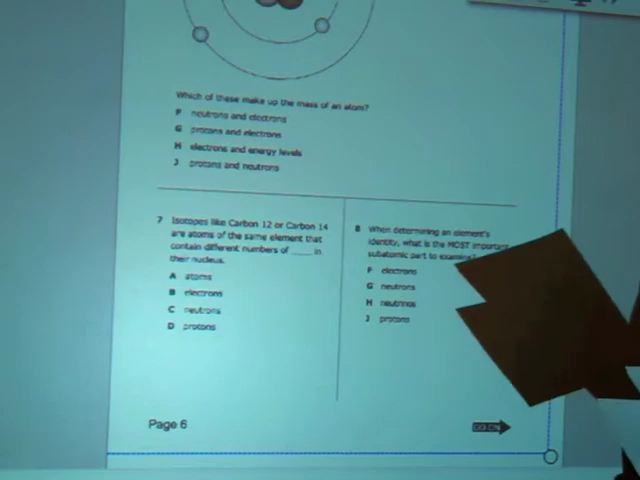 Which of these make up the mass of an atom?
F neutrons and electrons
G protons and electrons
H electrons and energy levels
J protons and neutrons
7 Isotopes like Carbon 12 or Carbon 14
are atoms of the same element that
contain different numbers of ____ in
their nucleus.
A atoms
B electrons
C neutrons
D protons
8 When determining an element's
identity, what is the MOST important
subatomic part to examine?
F electrons
G neutrons
H neutrinos
J protons
Page 6
GO ON